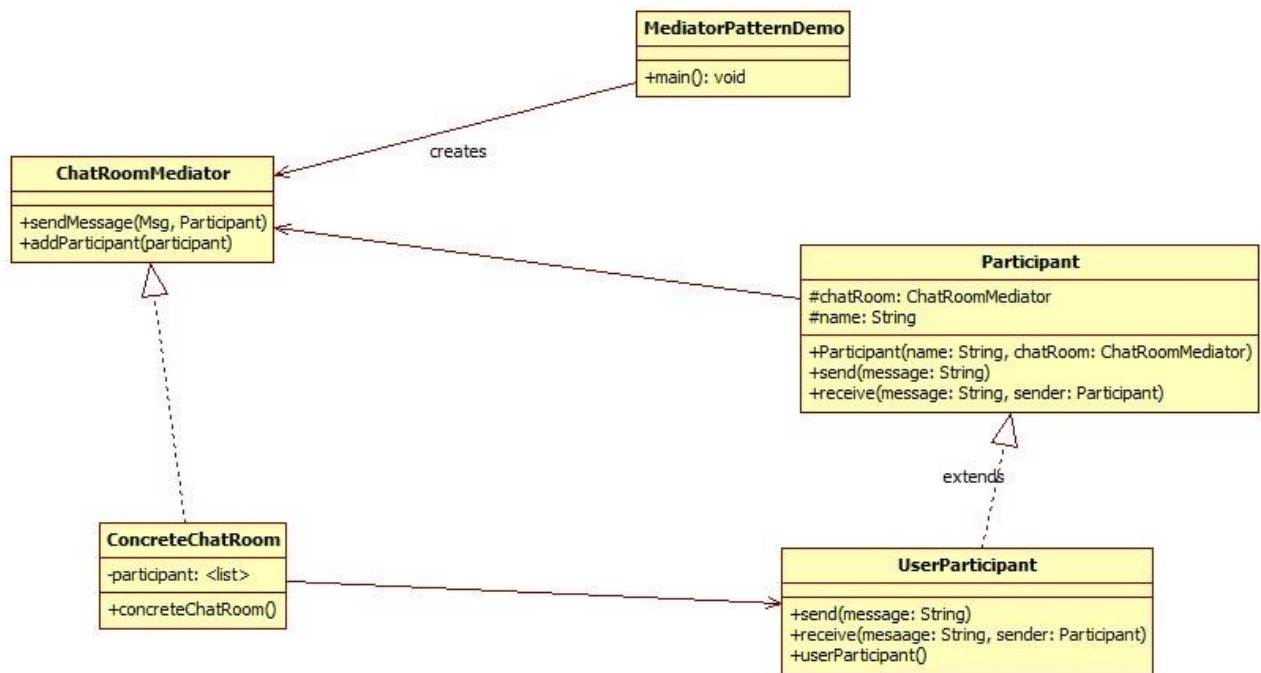 MediatorPatternDemo
+main(): void
creates
ChatRoomMediator
+sendMessage(Msg, Participant)
+addParticipant(participant)
Participant
#chatRoom: ChatRoomMediator
#name: String
+Participant(name: String, chatRoom: ChatRoomMediator)
+send(message: String)
+receive(message: String, sender: Participant)
extends
ConcreteChatRoom
-participant: <list>
+concreteChatRoom()
UserParticipant
+send(message: String)
+receive(mesaage: String, sender: Participant)
+userParticipant()